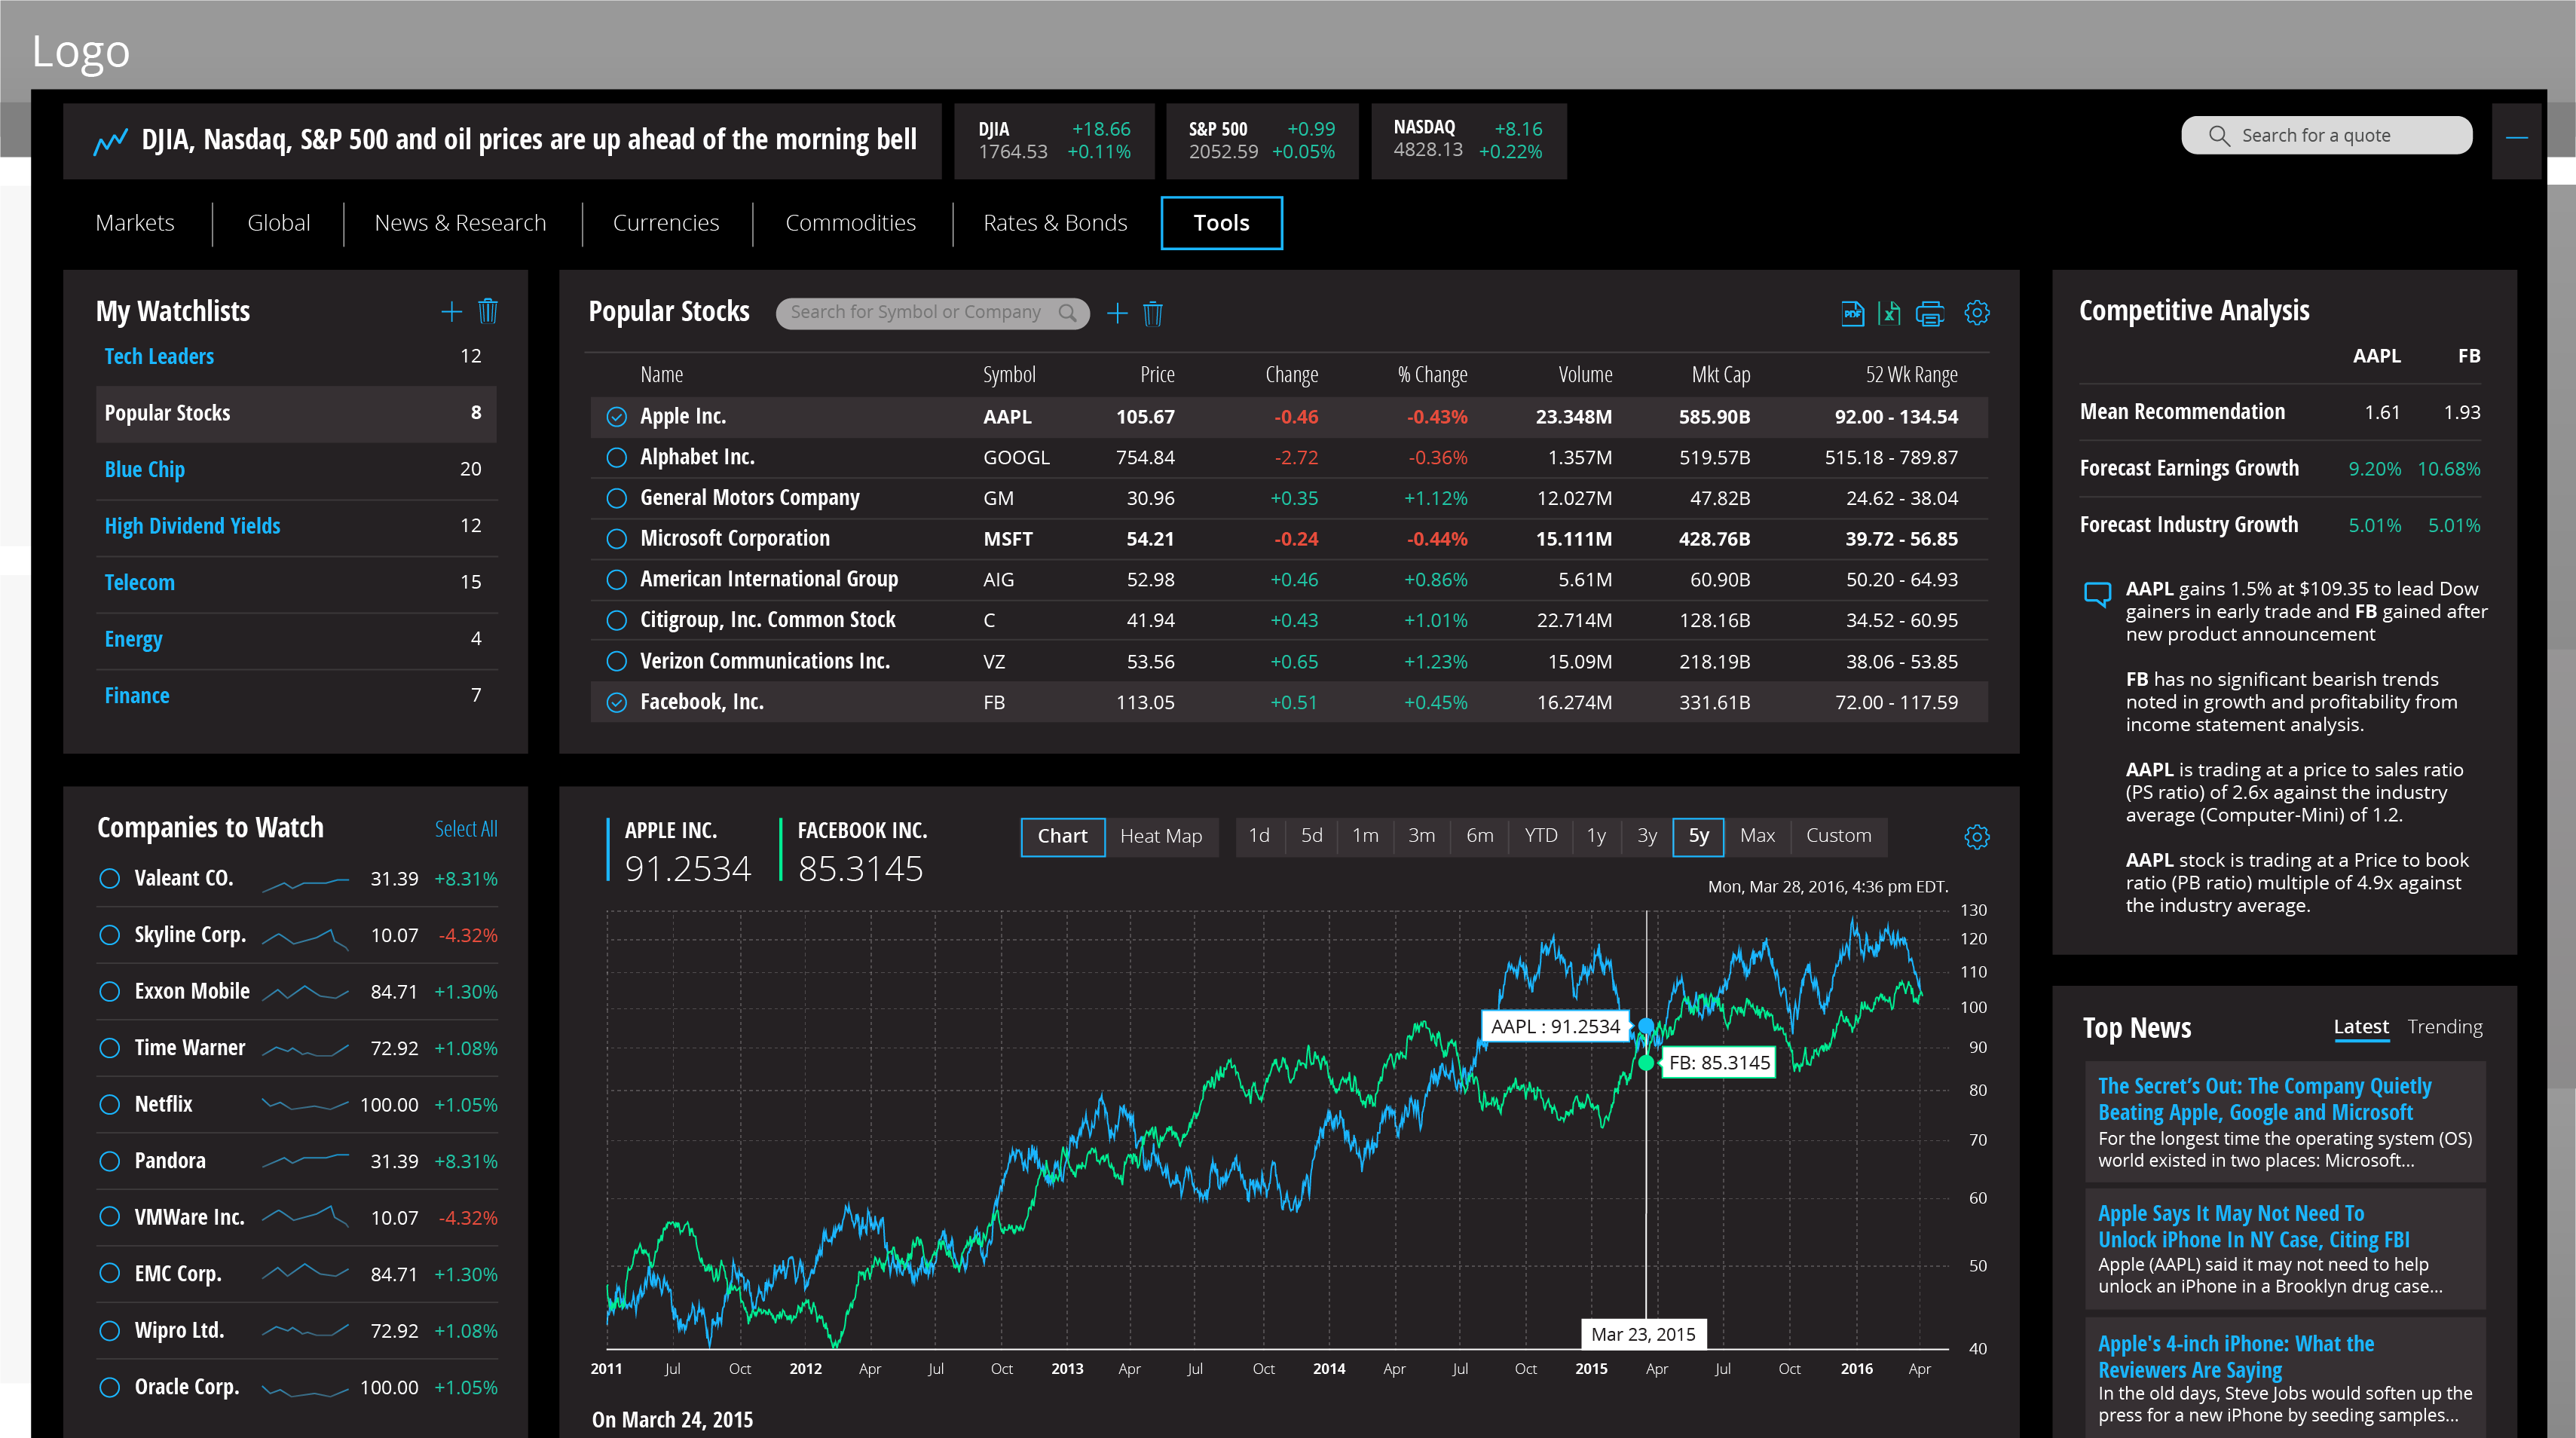 Logo
DJIA, Nasdaq, S&P 500 and oil prices are up ahead of the morning bell
DJIA +18.66
1764.53 +0.11%
S&P 500 +0.99
2052.59 +0.05%
NASDAQ +8.16
4828.13 +0.22%
Search for a quote
Markets Global News & Research Currencies Commodities Rates & Bonds Tools
My Watchlists
Tech Leaders 12
Popular Stocks 8
Blue Chip 20
High Dividend Yields 12
Telecom 15
Energy 4
Finance 7
Popular Stocks Search for Symbol or Company PDF X
Name Symbol Price Change % Change Volume Mkt Cap 52 Wk Range
Apple Inc. AAPL 105.67 -0.46 -0.43% 23.348M 585.90B 92.00 - 134.54
Alphabet Inc. GOOGL 754.84 -2.72 -0.36% 1.357M 519.57B 515.18 - 789.87
General Motors Company GM 30.96 +0.35 +1.12% 12.027M 47.82B 24.62 - 38.04
Microsoft Corporation MSFT 54.21 -0.24 -0.44% 15.111M 428.76B 39.72 - 56.85
American International Group AIG 52.98 +0.46 +0.86% 5.61M 60.90B 50.20 - 64.93
Citigroup, Inc. Common Stock C 41.94 +0.43 +1.01% 22.714M 128.16B 34.52 - 60.95
Verizon Communications Inc. VZ 53.56 +0.65 +1.23% 15.09M 218.19B 38.06 - 53.85
Facebook, Inc. FB 113.05 +0.51 +0.45% 16.274M 331.61B 72.00 - 117.59
Competitive Analysis
AAPL FB
Mean Recommendation 1.61 1.93
Forecast Earnings Growth 9.20% 10.68%
Forecast Industry Growth 5.01% 5.01%
AAPL gains 1.5% at $109.35 to lead Dow
gainers in early trade and FB gained after
new product announcement
FB has no significant bearish trends
noted in growth and profitability from
income statement analysis.
AAPL is trading at a price to sales ratio
(PS ratio) of 2.6x against the industry
average (Computer-Mini) of 1.2.
AAPL stock is trading at a Price to book
ratio (PB ratio) multiple of 4.9x against
the industry average.
Companies to Watch Select All
Valeant CO. 31.39 +8.31%
Skyline Corp. 10.07 -4.32%
Exxon Mobile 84.71 +1.30%
Time Warner 72.92 +1.08%
Netflix 100.00 +1.05%
Pandora 31.39 +8.31%
VMWare Inc. 10.07 -4.32%
EMC Corp. 84.71 +1.30%
Wipro Ltd. 72.92 +1.08%
Oracle Corp. 100.00 +1.05%
APPLE INC. FACEBOOK INC.
91.2534 85.3145
Chart Heat Map 1d 5d 1m 3m 6m YTD 1y 3y 5y Max Custom
Mon, Mar 28, 2016, 4:36 pm EDT.
130
120
110
100
AAPL : 91.2534
90
FB: 85.3145
80
70
60
50
Mar 23, 2015
40
2011 Jul Oct 2012 Apr Jul Oct 2013 Apr Jul Oct 2014 Apr Jul Oct 2015 Apr Jul Oct 2016 Apr
On March 24, 2015
Top News Latest Trending
The Secret’s Out: The Company Quietly
Beating Apple, Google and Microsoft
For the longest time the operating system (OS)
world existed in two places: Microsoft...
Apple Says It May Not Need To
Unlock iPhone In NY Case, Citing FBI
Apple (AAPL) said it may not need to help
unlock an iPhone in a Brooklyn drug case...
Apple's 4-inch iPhone: What the
Reviewers Are Saying
In the old days, Steve Jobs would soften up the
press for a new iPhone by seeding samples...